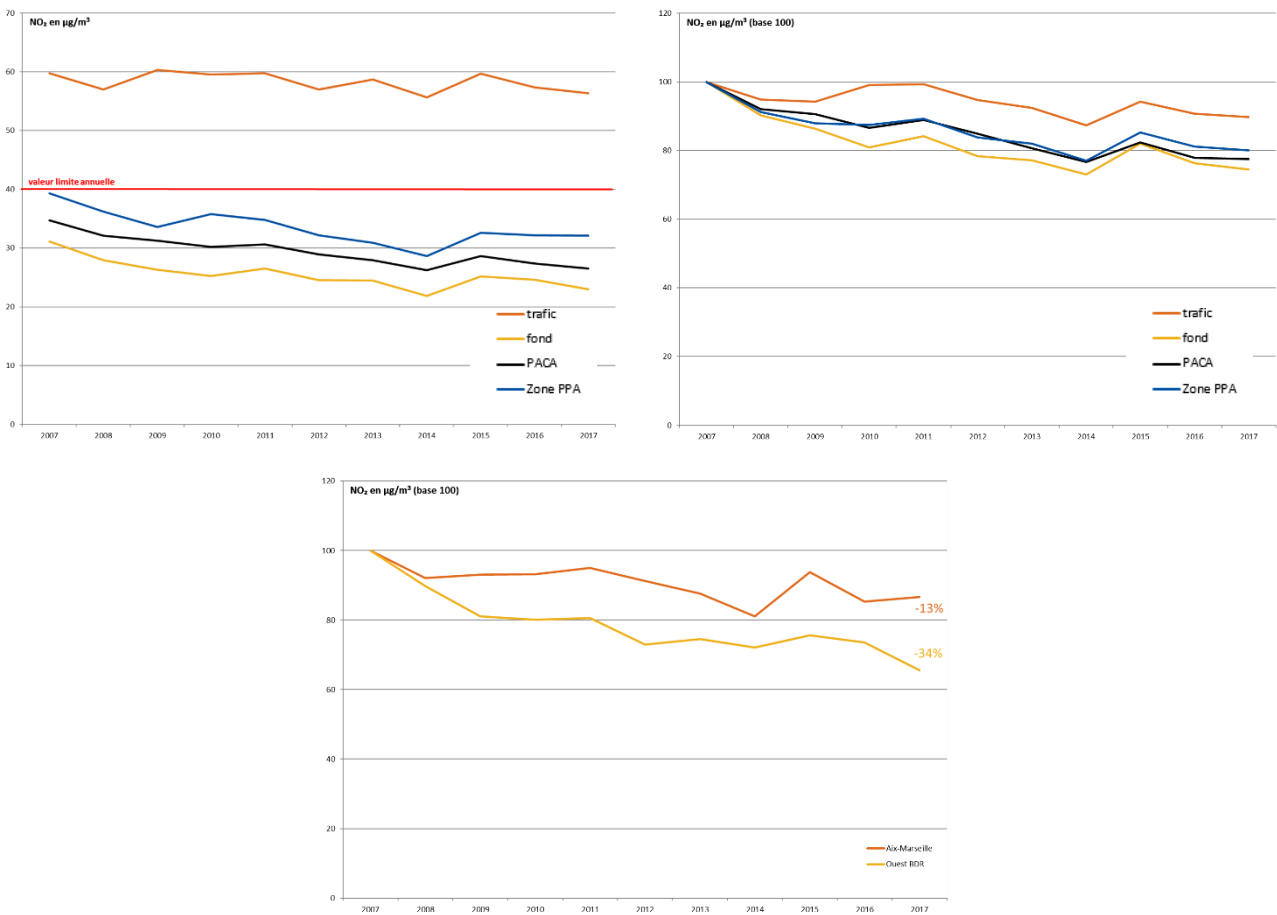 NO₂ en µg/m³
70
60
50
40
30
20
10
0
valeur limite annuelle
trafic
fond
PACA
Zone PPA
2007 2008 2009 2010 2011 2012 2013 2014 2015 2016 2017
NO₂ en µg/m³ (base 100)
120
100
80
60
40
20
0
trafic
fond
PACA
Zone PPA
2007 2008 2009 2010 2011 2012 2013 2014 2015 2016 2017
NO₂ en µg/m³ (base 100)
120
100
80
60
40
20
0
-13%
-34%
Aix-Marseille
Ouest BDR
2007 2008 2009 2010 2011 2012 2013 2014 2015 2016 2017